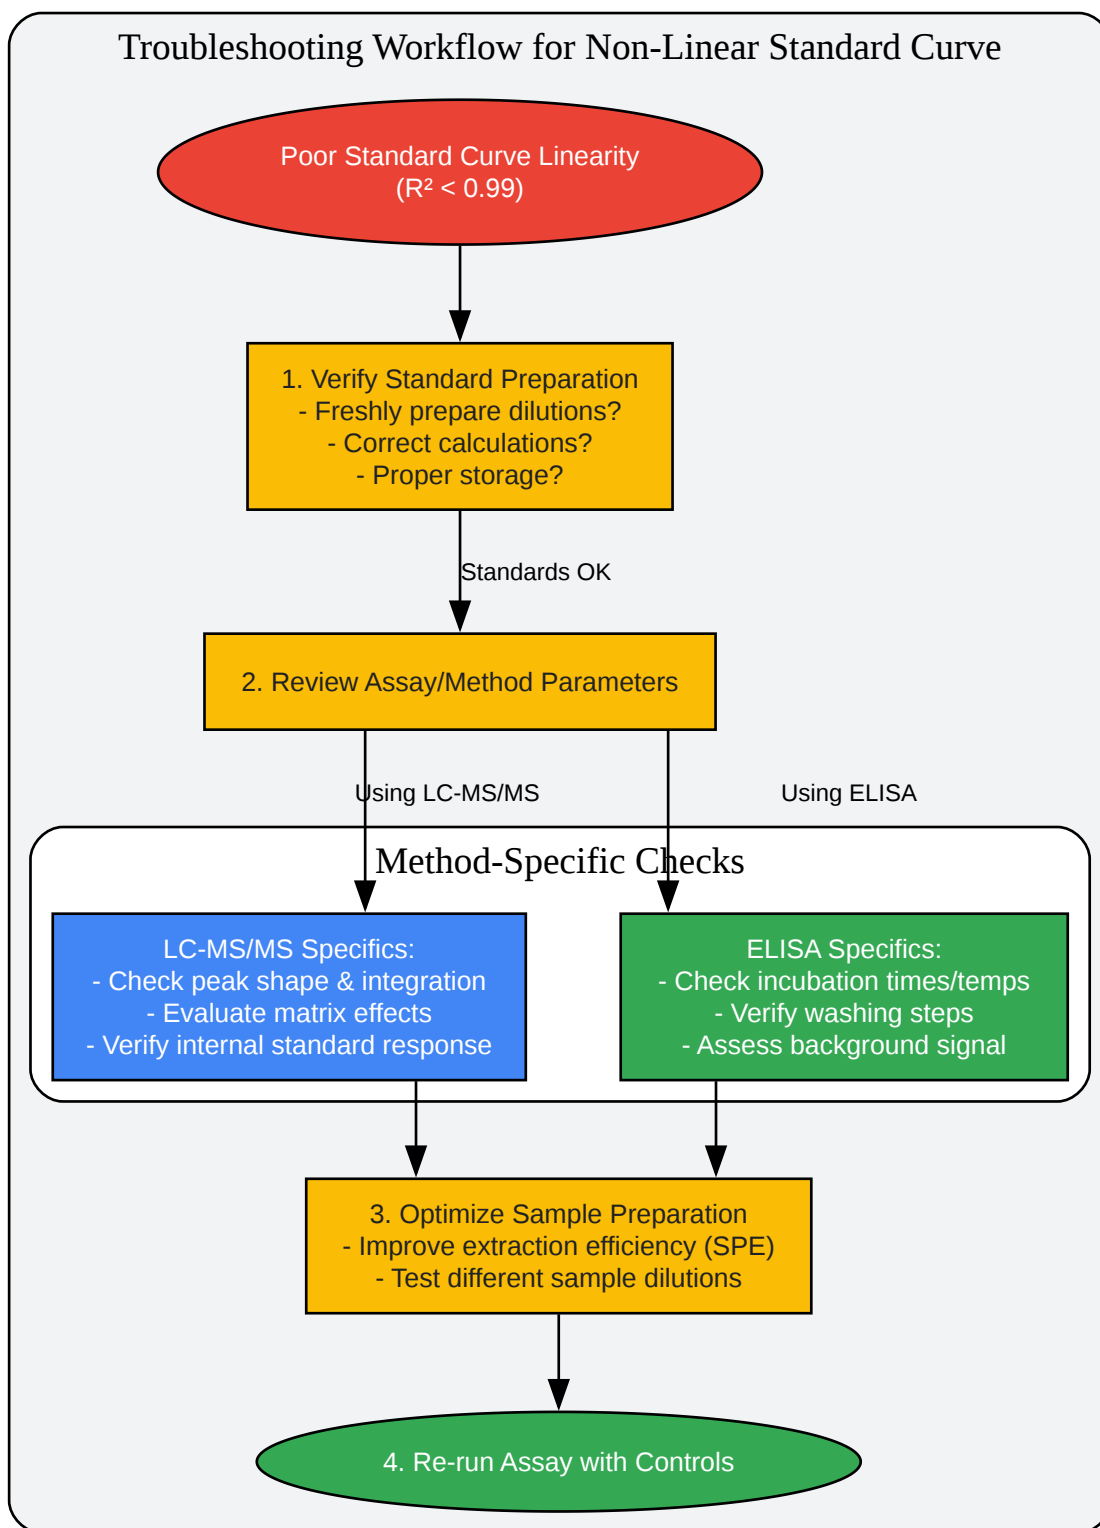 Troubleshooting Workflow for Non-Linear Standard Curve
Poor Standard Curve Linearity
(R² < 0.99)
1. Verify Standard Preparation
- Freshly prepare dilutions?
- Correct calculations?
- Proper storage?
Standards OK
2. Review Assay/Method Parameters
Using LC-MS/MS
Using ELISA
Method-Specific Checks
LC-MS/MS Specifics:
- Check peak shape & integration
- Evaluate matrix effects
- Verify internal standard response
ELISA Specifics:
- Check incubation times/temps
- Verify washing steps
- Assess background signal
3. Optimize Sample Preparation
- Improve extraction efficiency (SPE)
- Test different sample dilutions
4. Re-run Assay with Controls